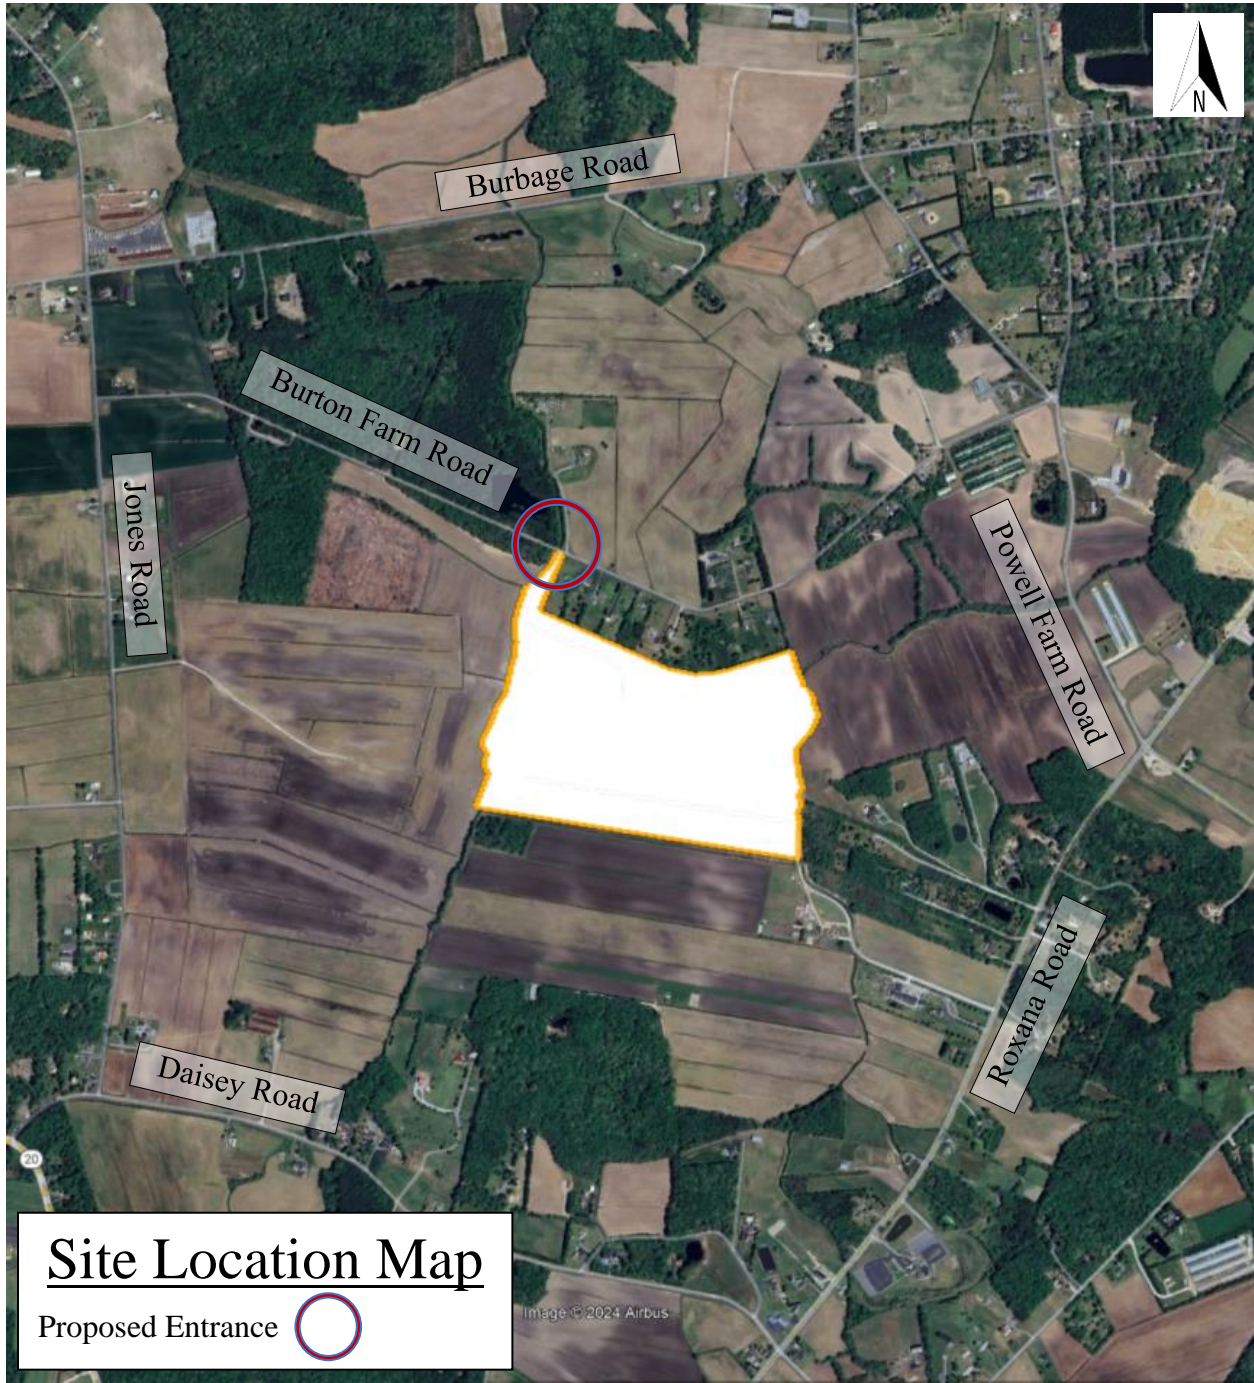 N
Burbage Road
Burton Farm Road
Jones Road
Powell Farm Road
Roxana Road
Daisey Road
20
Site Location Map
Proposed Entrance
Image © 2024 Airbus